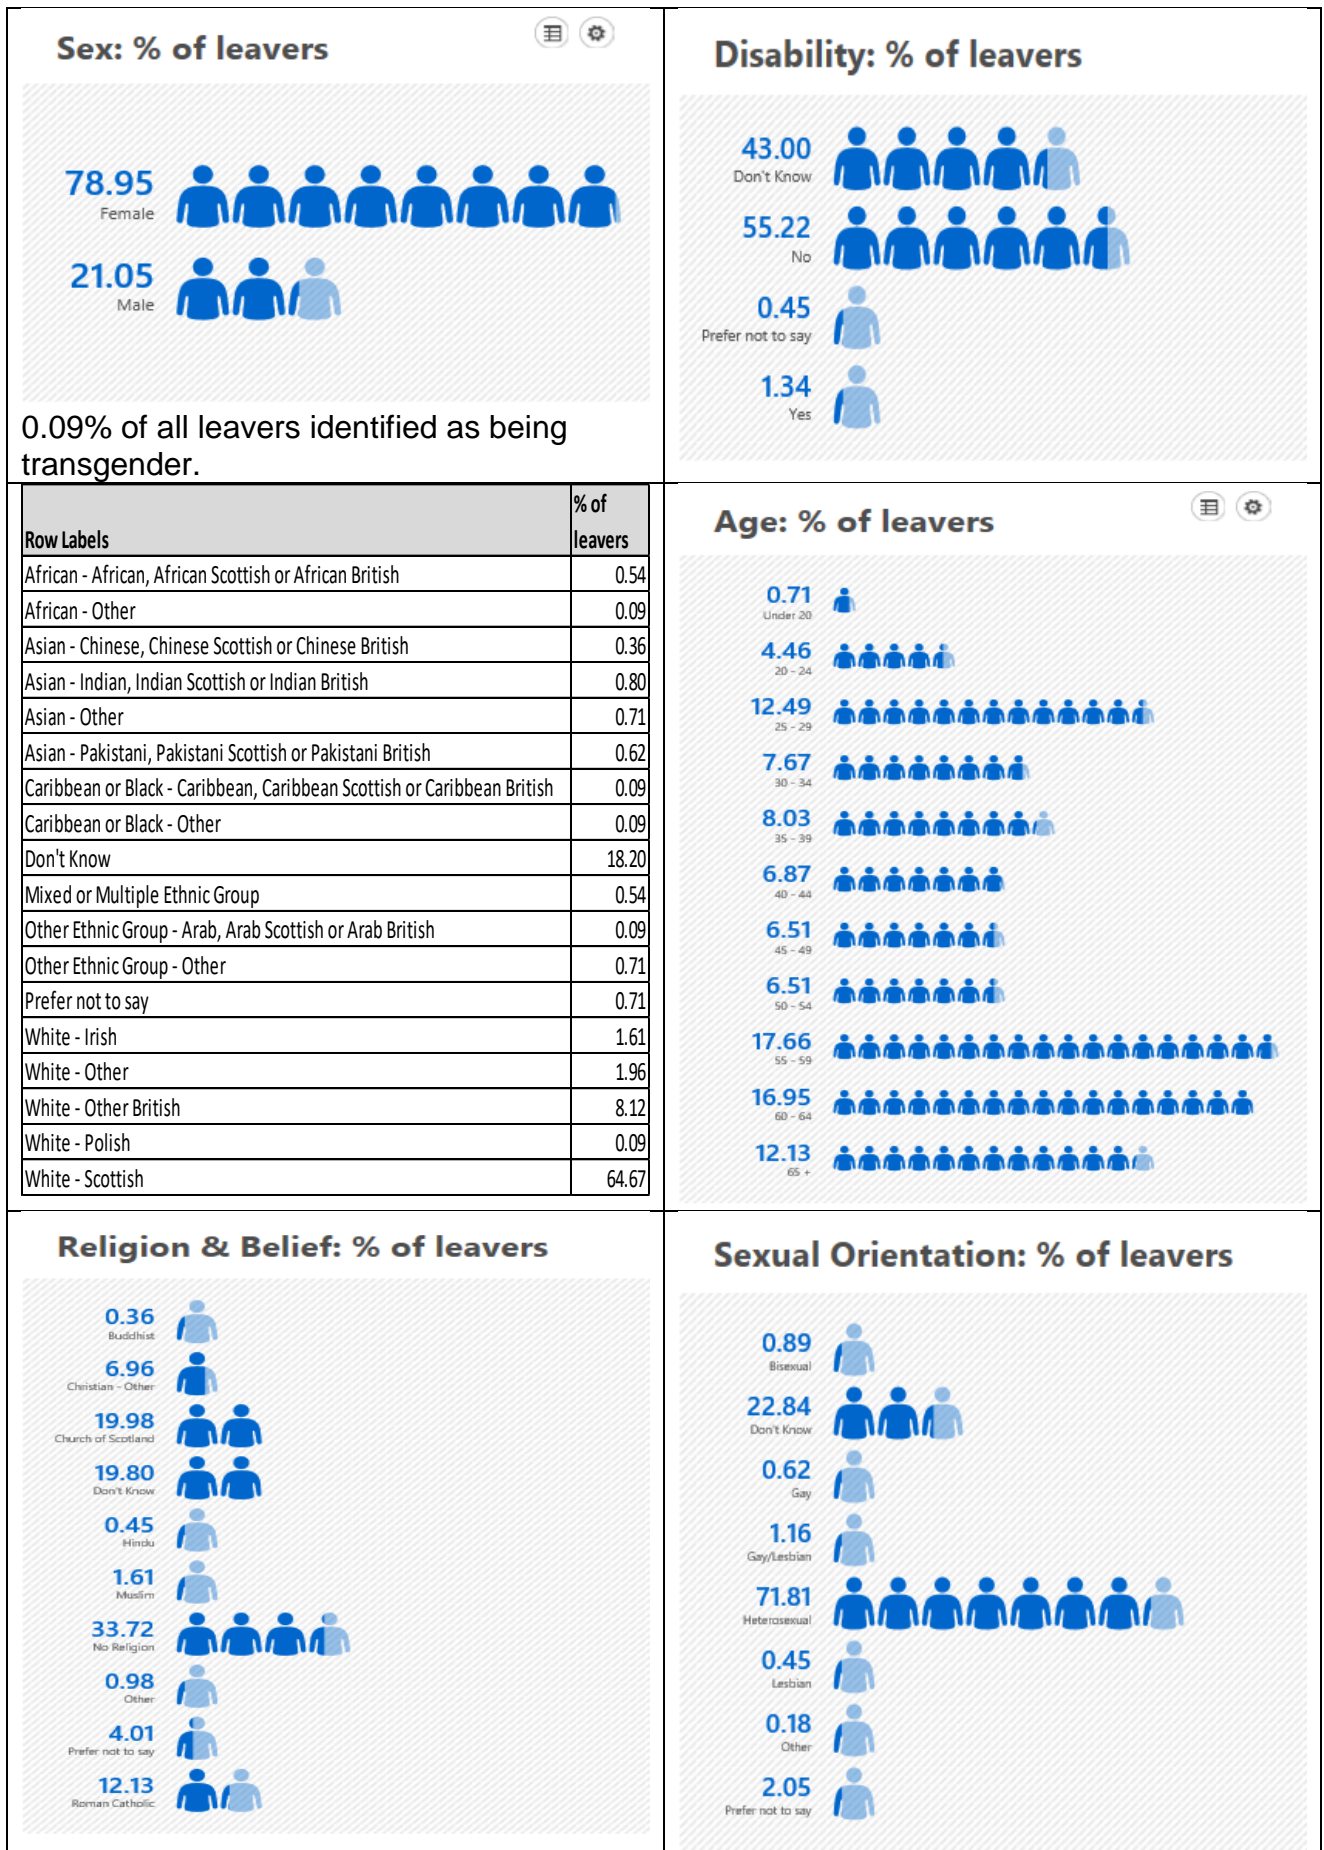 Sex: % of leavers
78.95
Female
21.05
Male
0.09% of all leavers identified as being
transgender.
Disability: % of leavers
43.00
Don't Know
55.22
No
0.45
Prefer not to say
1.34
Yes
Row Labels % of leavers
African - African, African Scottish or African British 0.54
African - Other 0.09
Asian - Chinese, Chinese Scottish or Chinese British 0.36
Asian - Indian, Indian Scottish or Indian British 0.80
Asian - Other 0.71
Asian - Pakistani, Pakistani Scottish or Pakistani British 0.62
Caribbean or Black - Caribbean, Caribbean Scottish or Caribbean British 0.09
Caribbean or Black - Other 0.09
Don't Know 18.20
Mixed or Multiple Ethnic Group 0.54
Other Ethnic Group - Arab, Arab Scottish or Arab British 0.09
Other Ethnic Group - Other 0.71
Prefer not to say 0.71
White - Irish 1.61
White - Other 1.96
White - Other British 8.12
White - Polish 0.09
White - Scottish 64.67
Age: % of leavers
0.71
Under 20
4.46
20 - 24
12.49
25 - 29
7.67
30 - 34
8.03
35 - 39
6.87
40 - 44
6.51
45 - 49
6.51
50 - 54
17.66
55 - 59
16.95
60 - 64
12.13
65 +
Religion & Belief: % of leavers
0.36
Buddhist
6.96
Christian - Other
19.98
Church of Scotland
19.80
Don't Know
0.45
Hindu
1.61
Muslim
33.72
No Religion
0.98
Other
4.01
Prefer not to say
12.13
Roman Catholic
Sexual Orientation: % of leavers
0.89
Bisexual
22.84
Don't Know
0.62
Gay
1.16
Gay/Lesbian
71.81
Heterosexual
0.45
Lesbian
0.18
Other
2.05
Prefer not to say